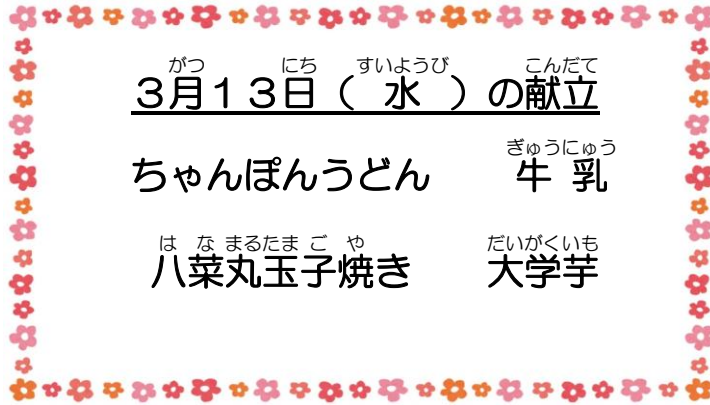 がつ にち すいようび こんだて
３月１３日（ 水 ）の献立
ぎゅうにゅう
ちゃんぽんうどん 牛 乳
は な まるたま ご や だいがくいも
八菜丸玉子焼き 大学芋